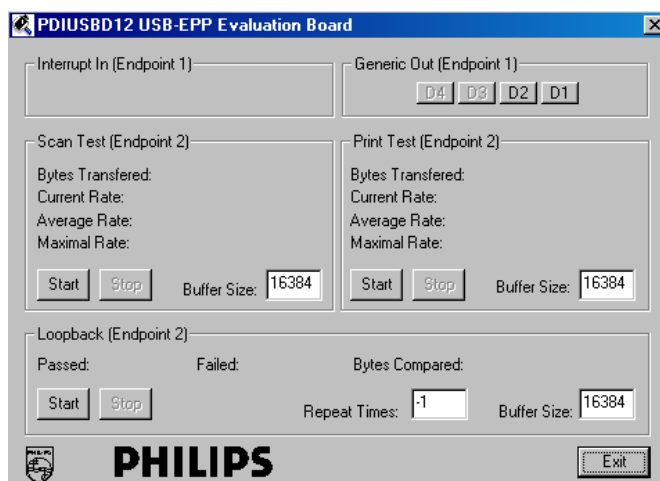 PDIUSBD12 USB-EPP Evaluation Board
Interrupt In (Endpoint 1)
Generic Out (Endpoint 1)
D4 D3 D2 D1
Scan Test (Endpoint 2)
Bytes Transfered:
Current Rate:
Average Rate:
Maximal Rate:
Start Stop Buffer Size: 16384
Print Test (Endpoint 2)
Bytes Transfered:
Current Rate:
Average Rate:
Maximal Rate:
Start Stop Buffer Size: 16384
Loopback (Endpoint 2)
Passed: Failed: Bytes Compared:
Start Stop Repeat Times: -1 Buffer Size: 16384
PHILIPS
Exit